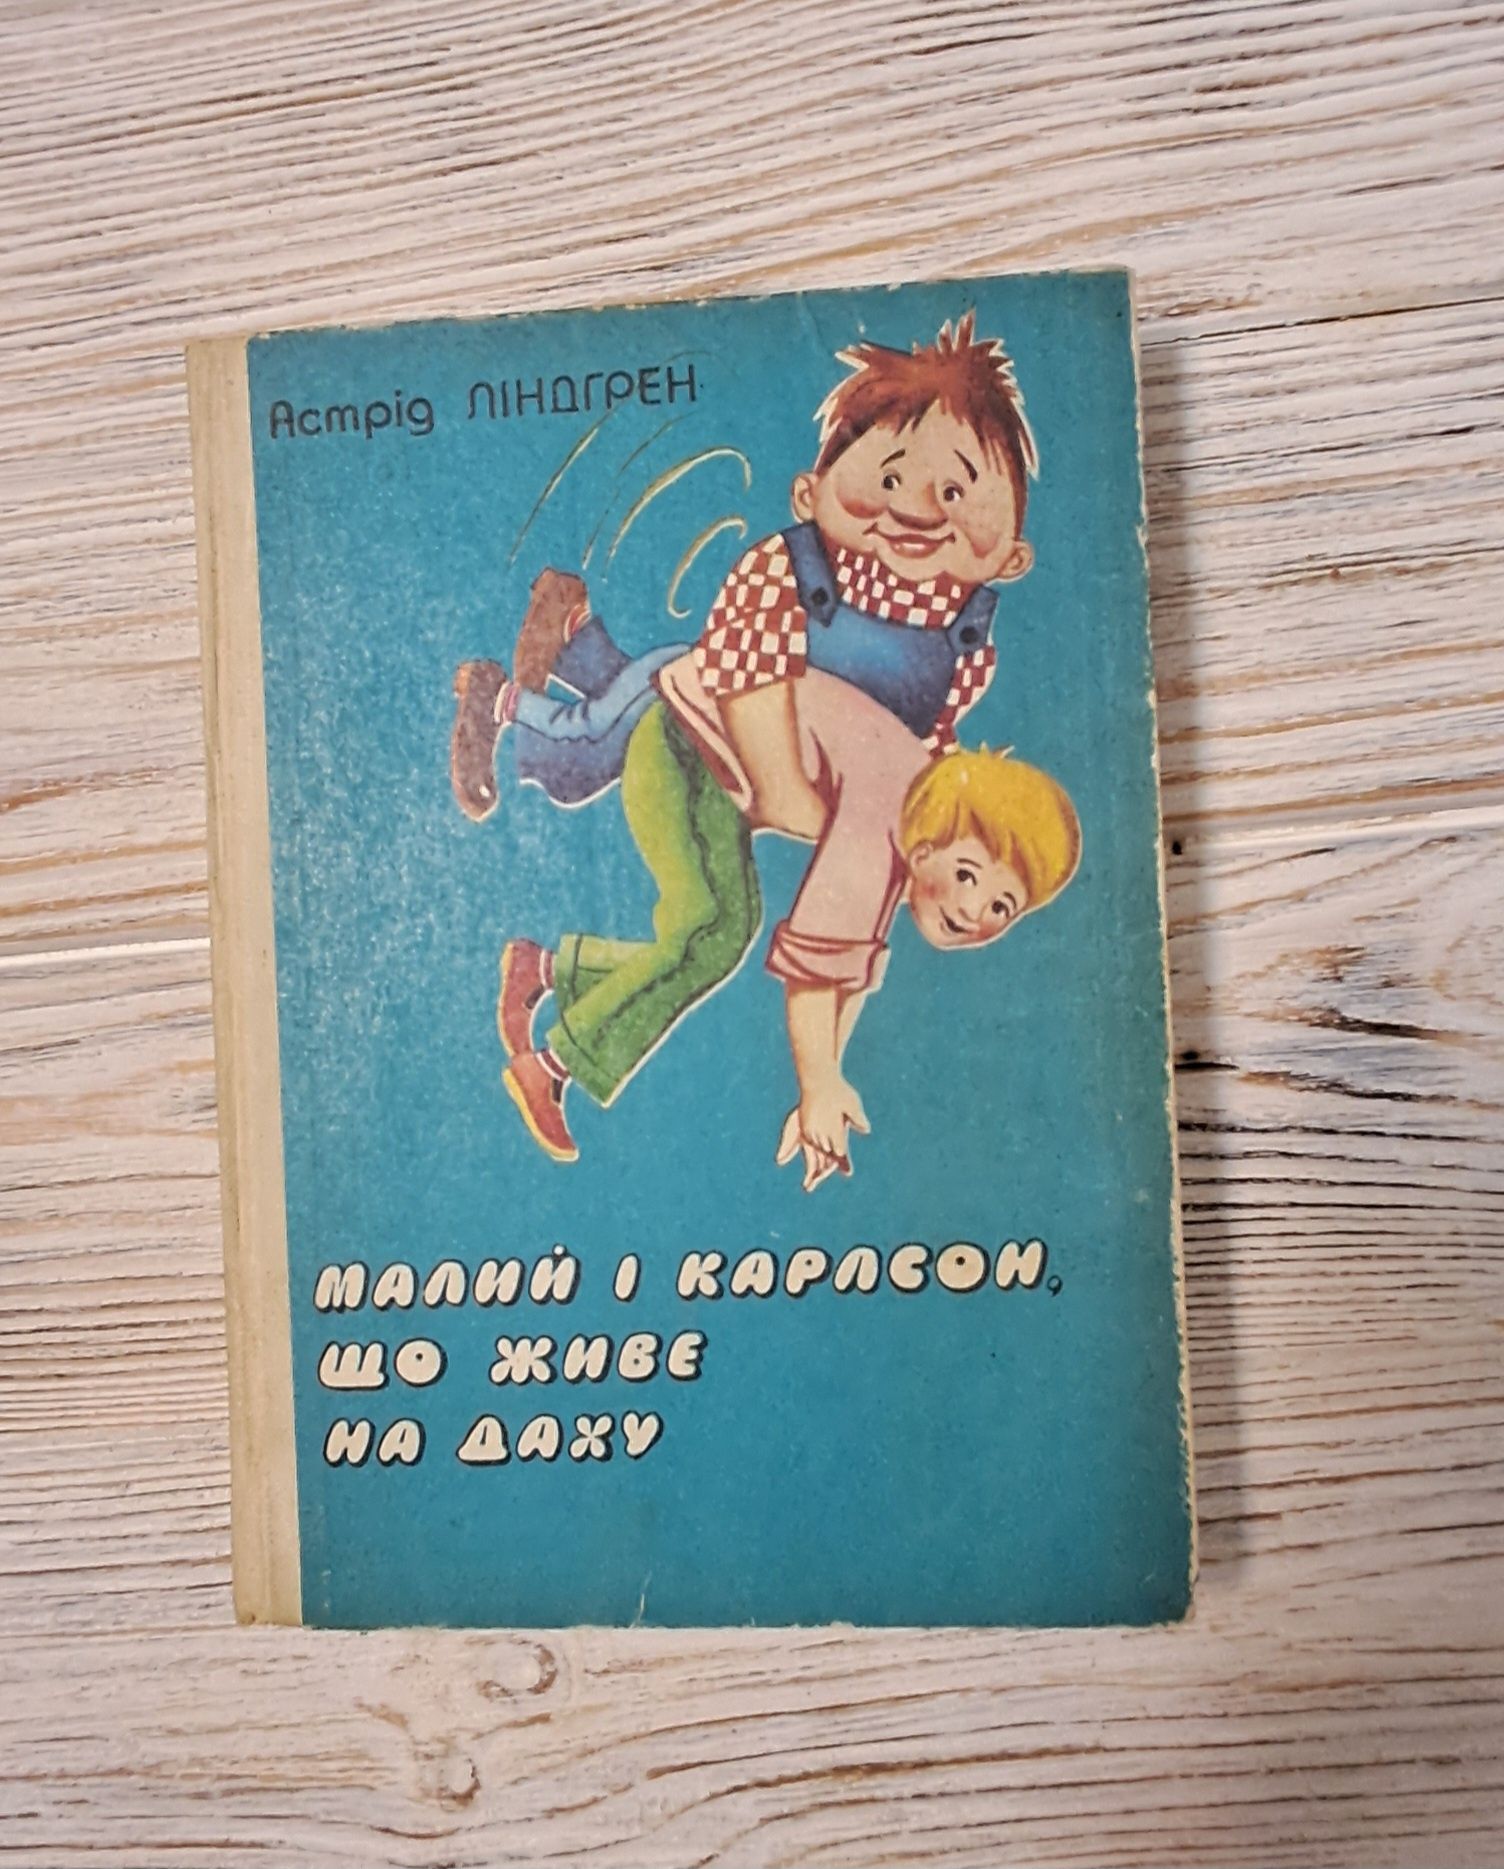 Астрід ЛІНДГРЕН
МАЛИЙ І КАРЛСОН,
ЩО ЖИВЕ
НА ДАХУ